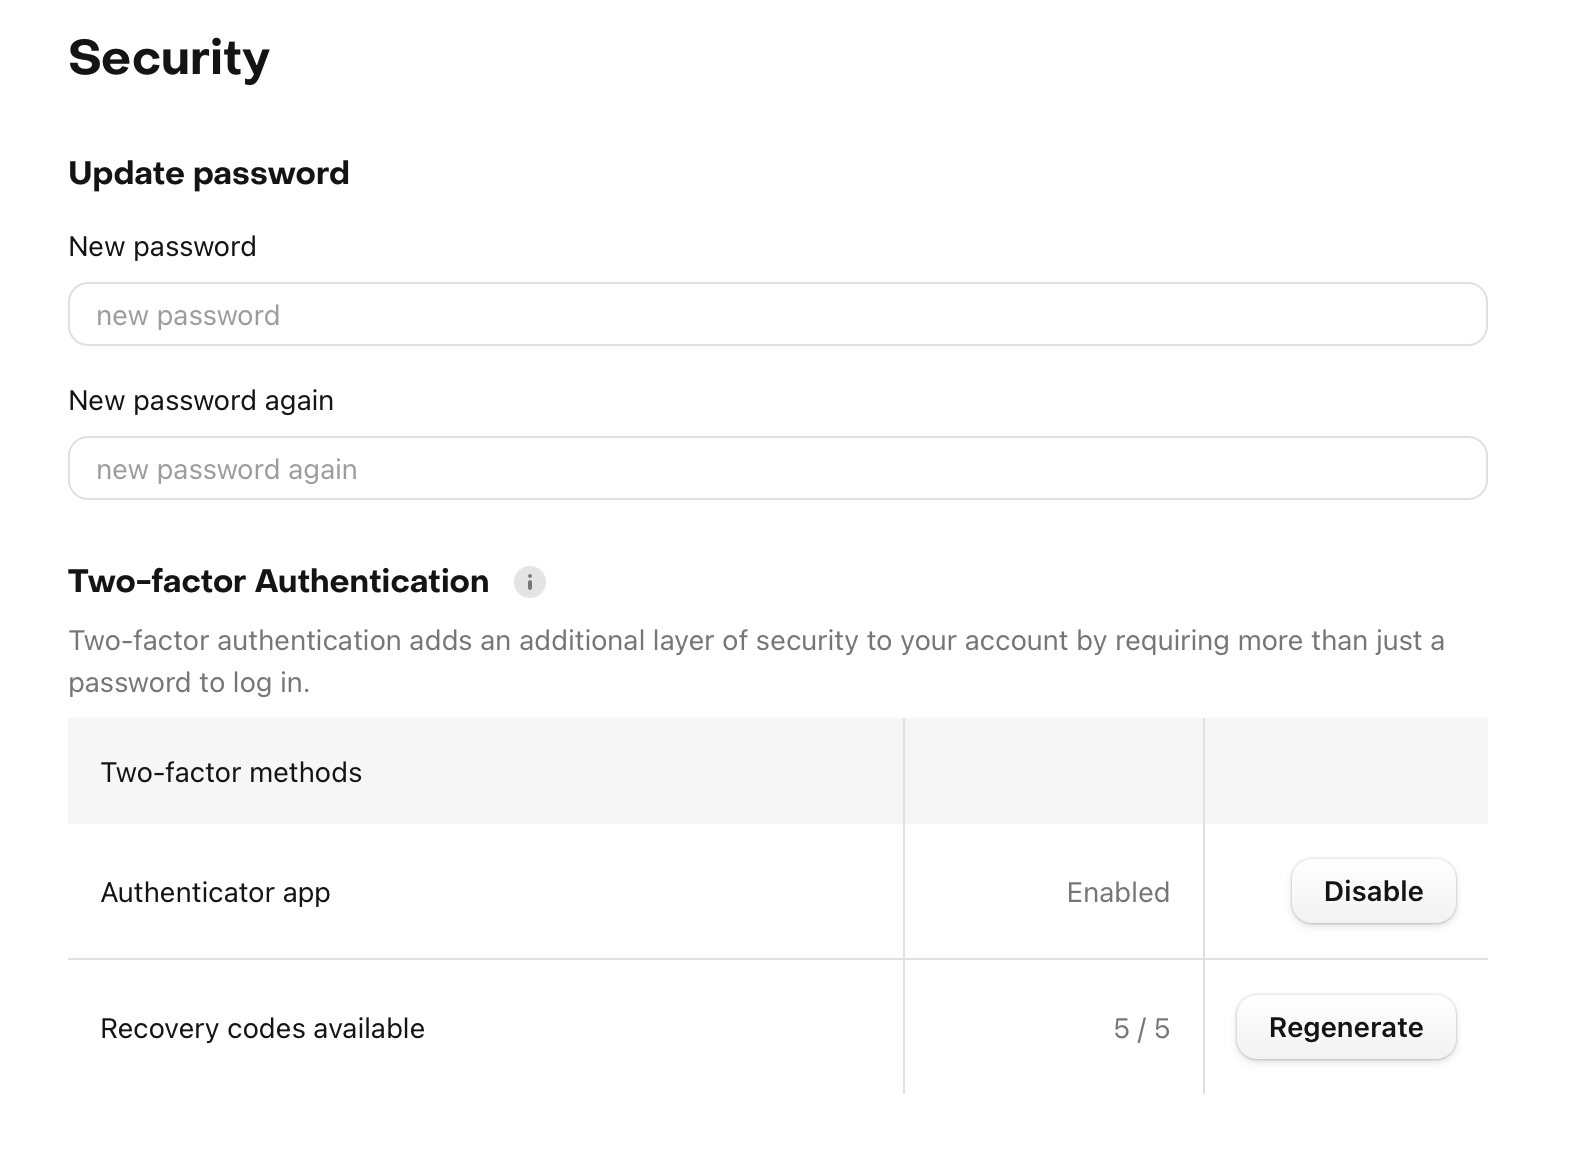 Security
Update password
New password
new password
New password again
new password again
Two-factor Authentication
Two-factor authentication adds an additional layer of security to your account by requiring more than just a
password to log in.
Two-factor methods
Authenticator app Enabled Disable
Recovery codes available 5 / 5 Regenerate